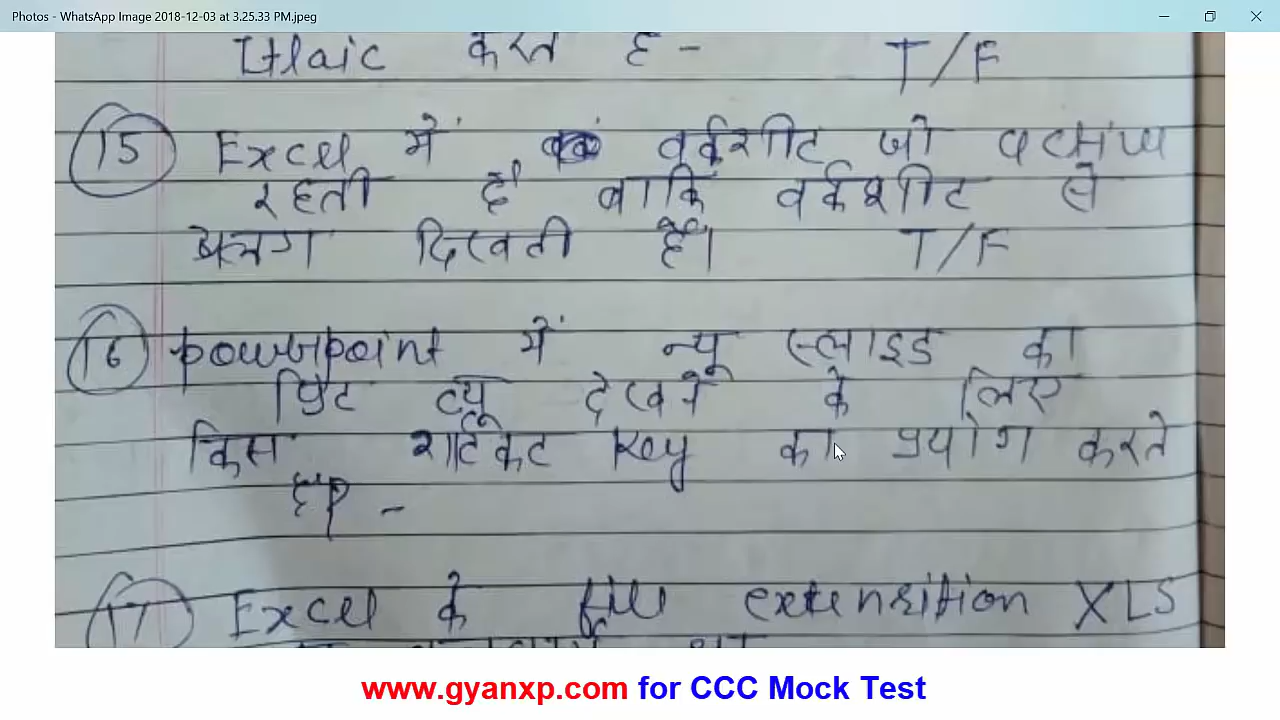 Photos - WhatsApp Image 2018-12-03 at 3.25.33 PM.jpeg
Itlaic करते है - T/F
15 Excel में वर्कशीट जो एक्टिव
रहती है बाकि वर्कशीट से
अलग दिखती है। T/F
16 powerpoint में न्यू स्लाइड का
प्रिंट व्यू देखने के लिए
किस शार्टकट Key का प्रयोग करते
है -
17 Excel के file extensition XLS
www.gyanxp.com for CCC Mock Test